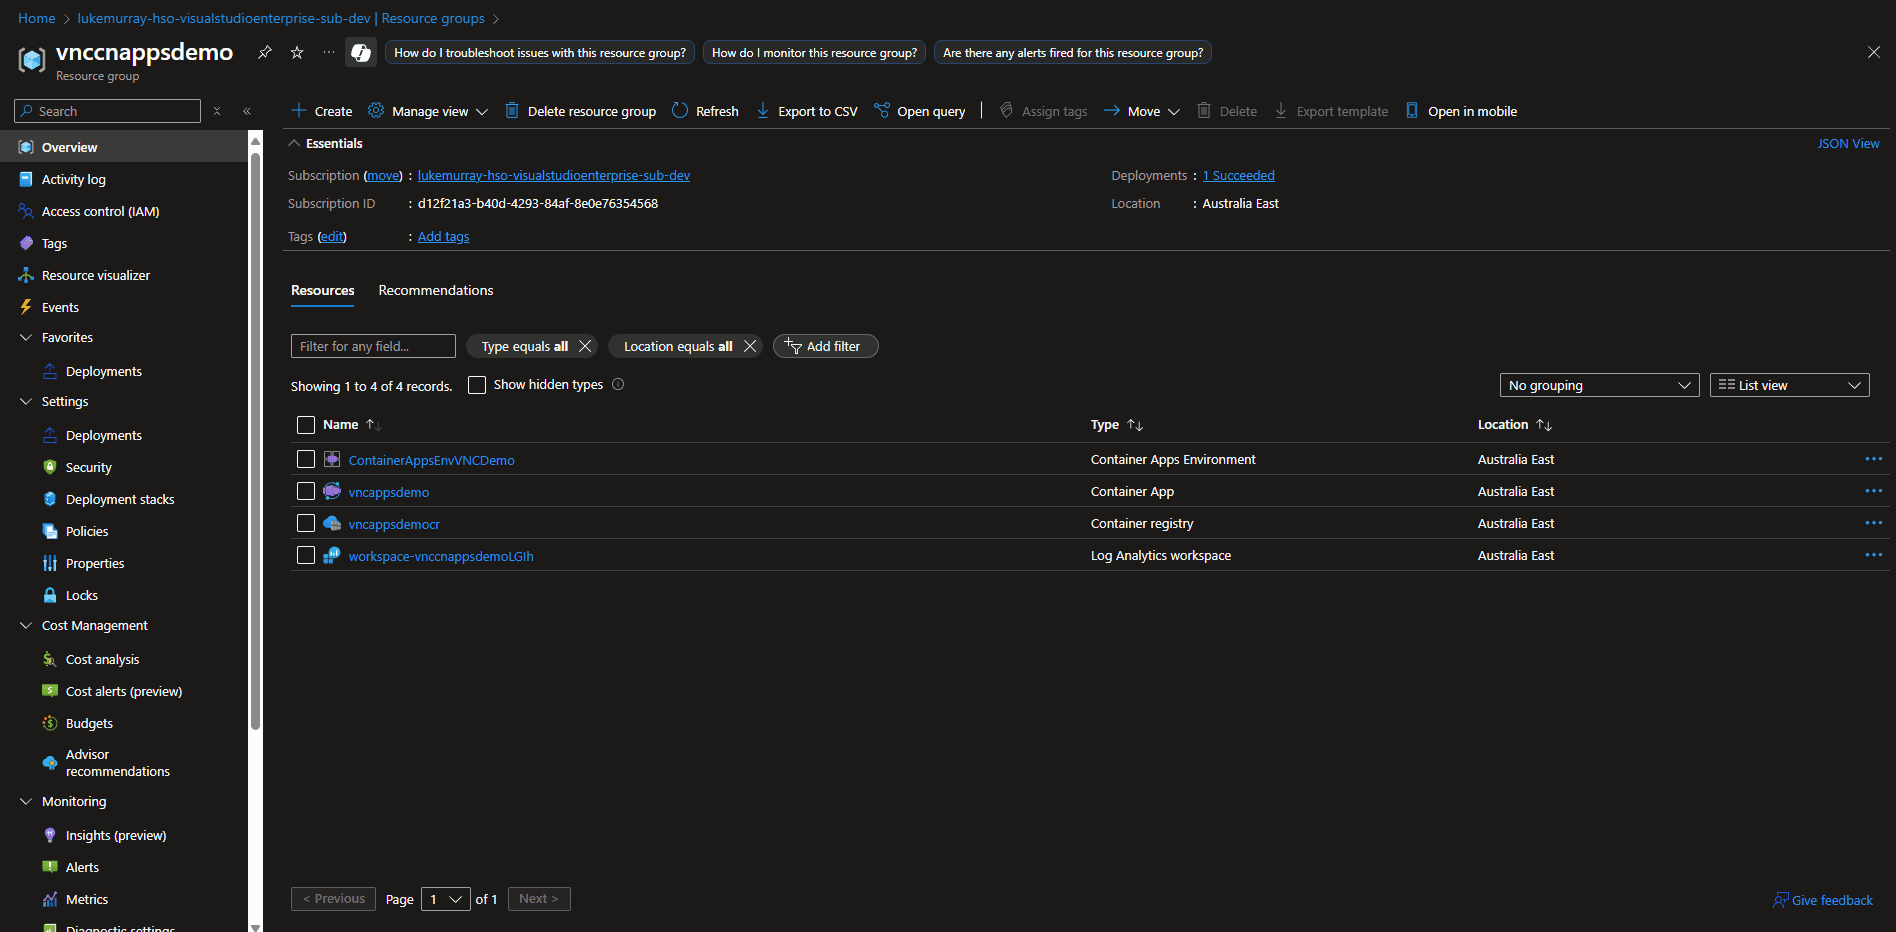 Home > lukemurray-hso-visualstudioenterprise-sub-dev | Resource groups >
vnccnappsdemo
Resource group
How do I troubleshoot issues with this resource group?
How do I monitor this resource group?
Are there any alerts fired for this resource group?
Search
Create
Manage view
Delete resource group
Refresh
Export to CSV
Open query
Assign tags
Move
Delete
Export template
Open in mobile
Overview
Activity log
Access control (IAM)
Tags
Resource visualizer
Events
Favorites
Deployments
Settings
Deployments
Security
Deployment stacks
Policies
Properties
Locks
Cost Management
Cost analysis
Cost alerts (preview)
Budgets
Advisor
recommendations
Monitoring
Insights (preview)
Alerts
Metrics
Diagnostic settings
Essentials
JSON View
Subscription (move) : lukemurray-hso-visualstudioenterprise-sub-dev
Deployments : 1 Succeeded
Subscription ID : d12f21a3-b40d-4293-84af-8e0e76354568
Location : Australia East
Tags (edit) : Add tags
Resources
Recommendations
Filter for any field...
Type equals all
Location equals all
Add filter
Showing 1 to 4 of 4 records.
Show hidden types
No grouping
List view
Name
Type
Location
ContainerAppsEnvVNCDemo
Container Apps Environment
Australia East
vncappsdemo
Container App
Australia East
vncappsdemocr
Container registry
Australia East
workspace-vnccnappsdemoLGIh
Log Analytics workspace
Australia East
< Previous
Page 1 of 1
Next >
Give feedback